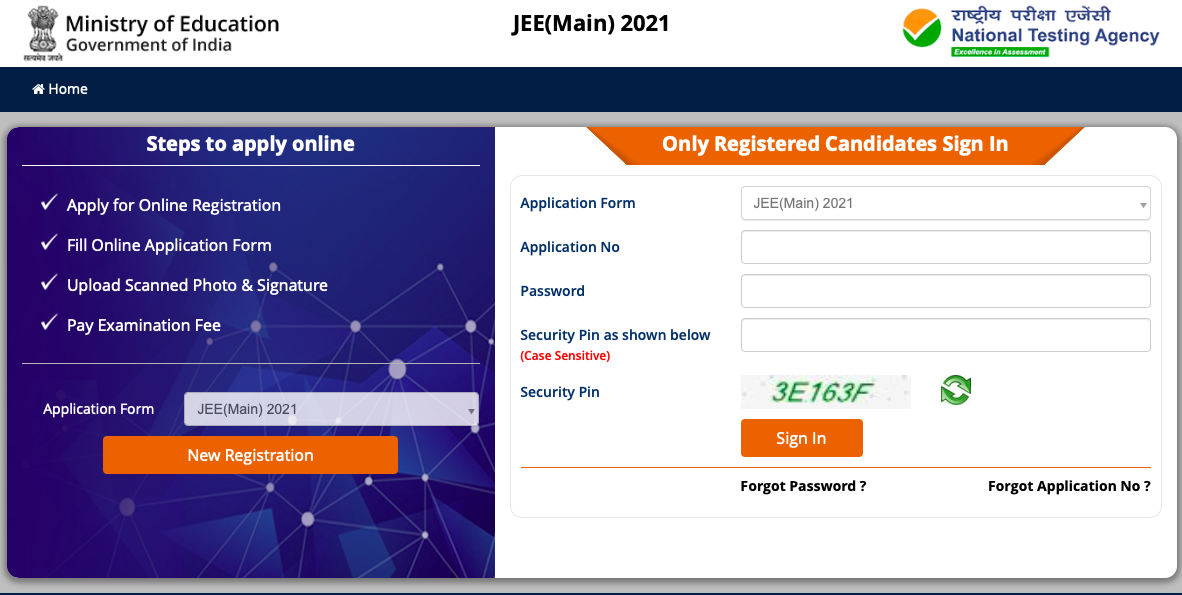 Ministry of Education
Government of India
सत्यमेव जयते
JEE(Main) 2021
राष्ट्रीय परीक्षा एजेंसी
National Testing Agency
Excellence in Assessment
Home
Steps to apply online
Apply for Online Registration
Fill Online Application Form
Upload Scanned Photo & Signature
Pay Examination Fee
Application Form
JEE(Main) 2021
New Registration
Only Registered Candidates Sign In
Application Form
JEE(Main) 2021
Application No
Password
Security Pin as shown below
(Case Sensitive)
Security Pin
3E163F
Sign In
Forgot Password ?
Forgot Application No ?